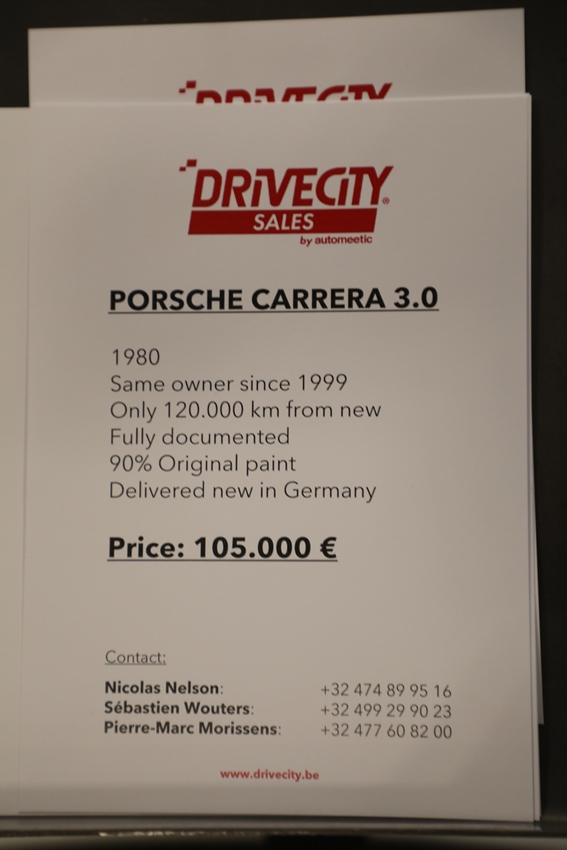 DRIVECITY
DRIVECITY®
SALES
by automeetic
PORSCHE CARRERA 3.0
1980
Same owner since 1999
Only 120.000 km from new
Fully documented
90% Original paint
Delivered new in Germany
Price: 105.000 €
Contact:
Nicolas Nelson: +32 474 89 95 16
Sébastien Wouters: +32 499 29 90 23
Pierre-Marc Morissens: +32 477 60 82 00
www.drivecity.be